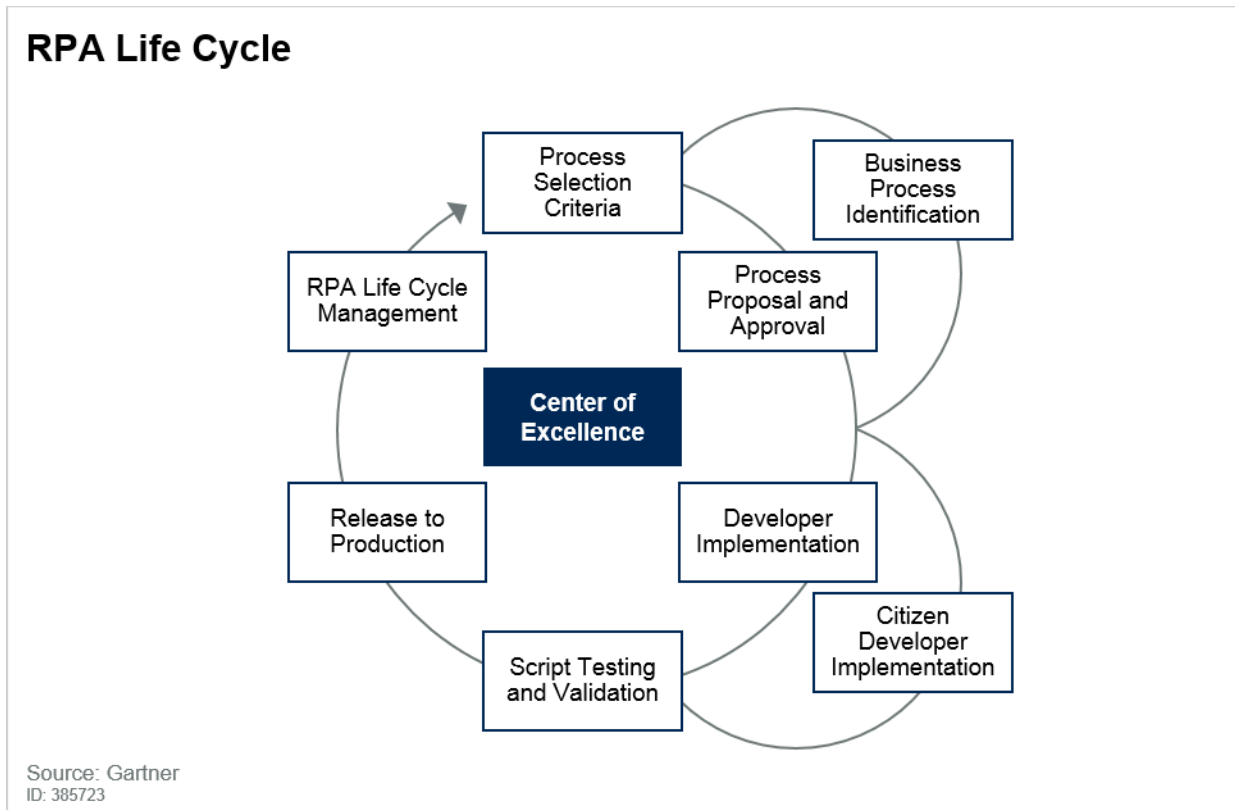 RPA Life Cycle
Process
Selection
Criteria
Business
Process
Identification
RPA Life Cycle
Management
Process
Proposal and
Approval
Center of
Excellence
Release to
Production
Developer
Implementation
Citizen
Developer
Implementation
Script Testing
and Validation
Source: Gartner
ID: 385723